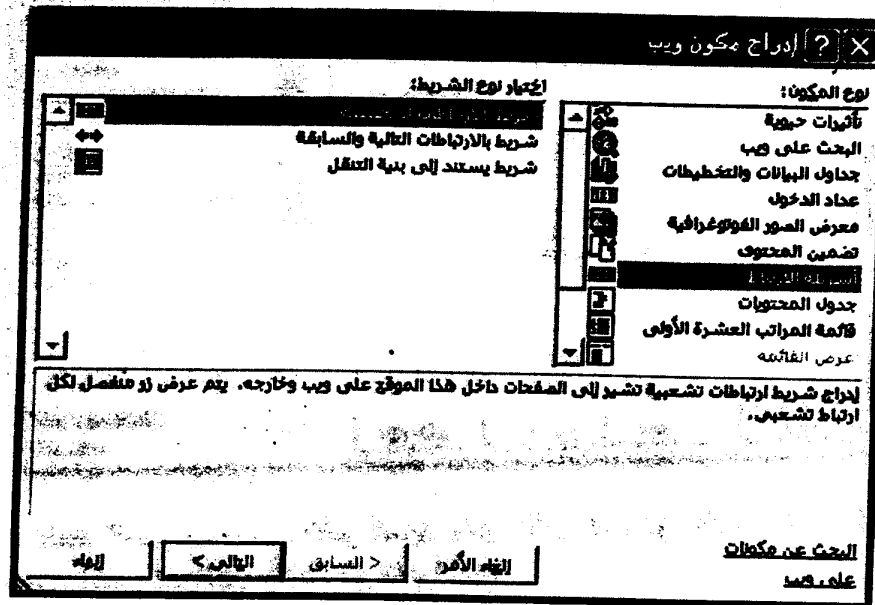 إدراج مكون ويب
نوع المكون:
تأثيرات حيوية
البحث على ويب
جداول البيانات والتخطيطات
عداد الدخول
معرض الصور الفوتوغرافية
تضمين المحتوى
أشرطة الارتباط
جدول المحتويات
قائمة المراتب العشرة الأولى
عرض القائمة
اختيار نوع الشريط:
شريط بالارتباطات التالية والسابقة
شريط يستند إلى بنية التنقل
إدراج شريط ارتباطات تشعبية تشير إلى الصفحات داخل هذا الموقع على ويب وخارجه. يتم عرض زر منفصل لكل
ارتباط تشعبي.
البحث عن مكونات
على ويب
إلغاء الأمر
< السابق
التالي >
إنهاء